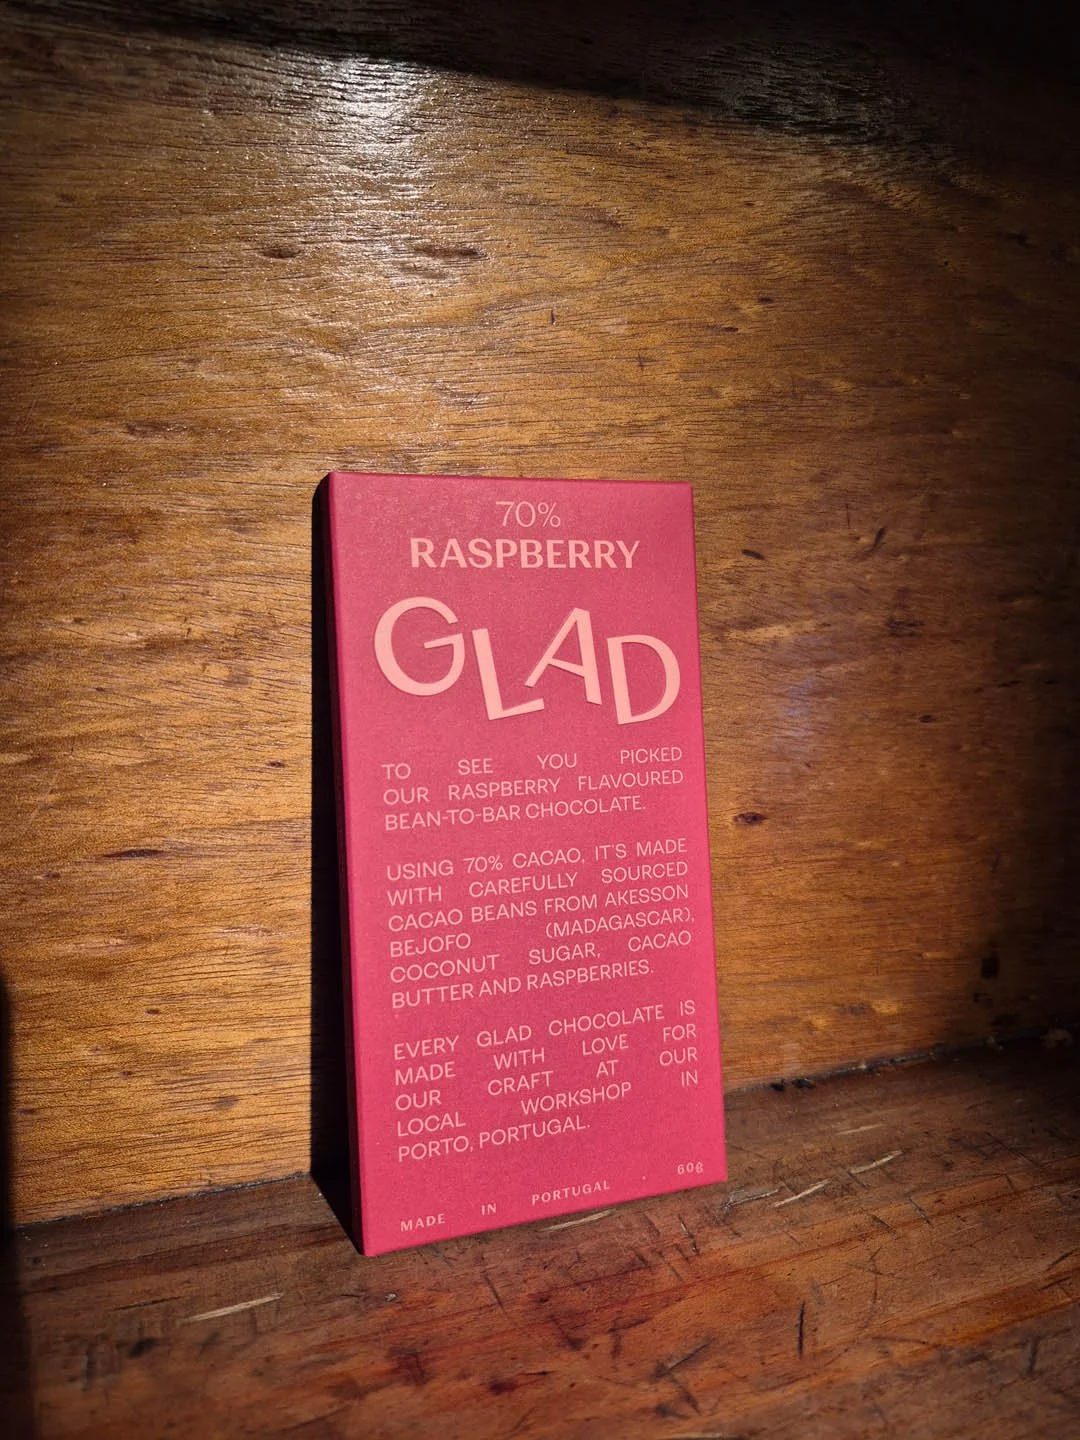 70%
RASPBERRY
GLAD
TO SEE YOU PICKED
OUR RASPBERRY FLAVOURED
BEAN-TO-BAR CHOCOLATE.
USING 70% CACAO, IT'S MADE
WITH CAREFULLY SOURCED
CACAO BEANS FROM AKESSON
BEJOFO (MADAGASCAR),
COCONUT SUGAR, CACAO
BUTTER AND RASPBERRIES.
EVERY GLAD CHOCOLATE IS
MADE WITH LOVE FOR
OUR CRAFT AT OUR
LOCAL WORKSHOP IN
PORTO, PORTUGAL.
MADE IN PORTUGAL . 60g